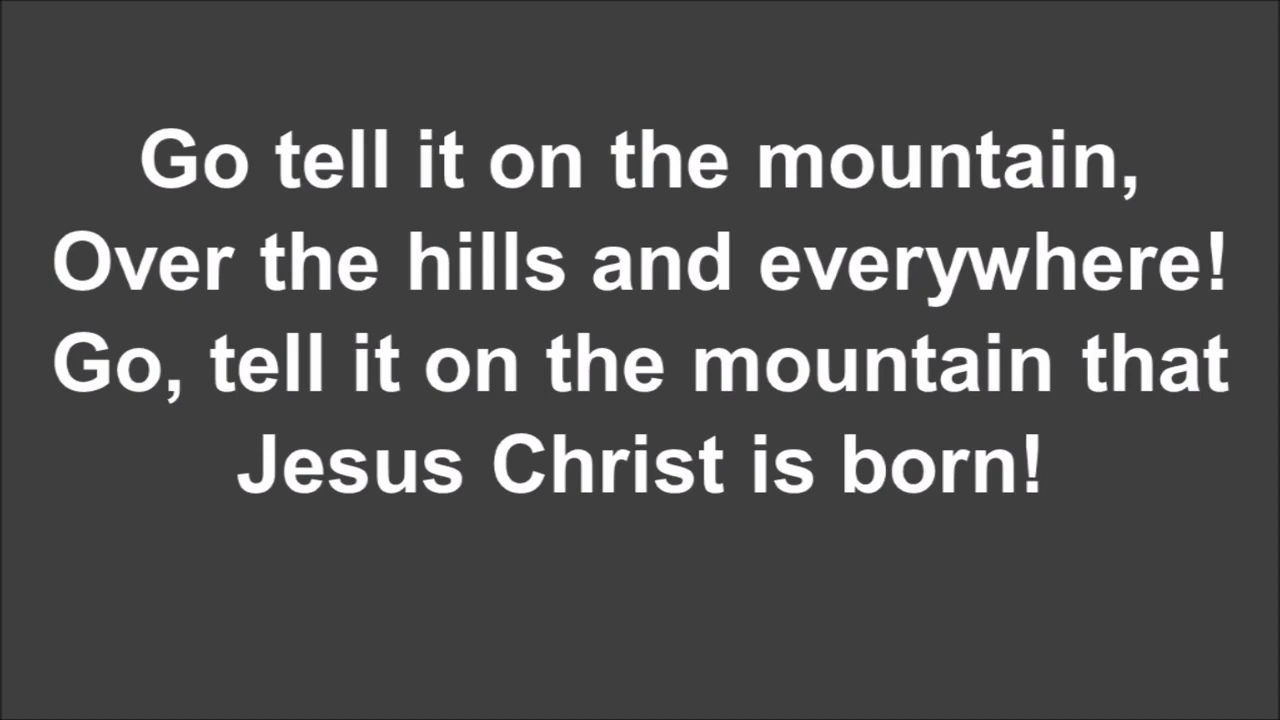 Go tell it on the mountain,
Over the hills and everywhere!
Go, tell it on the mountain that
Jesus Christ is born!